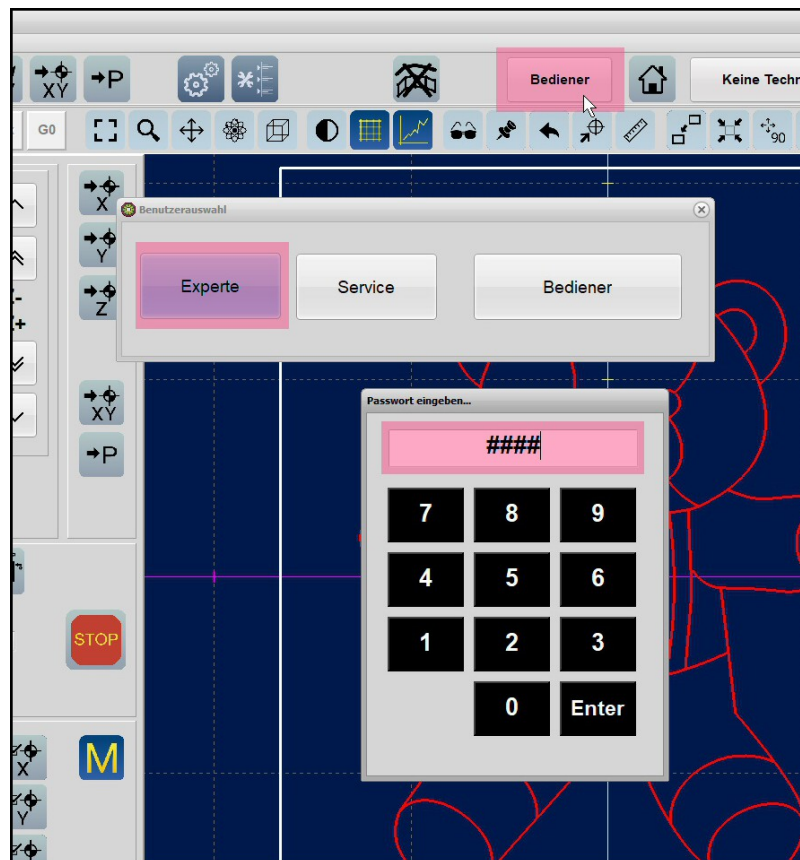 XY
P
Bediener
Keine Techn
G0
90
X
Y
Z
-
+
XY
P
Benutzerauswahl
Experte
Service
Bediener
Passwort eingeben...
####
7 8 9
4 5 6
1 2 3
0 Enter
STOP
M
X
Y